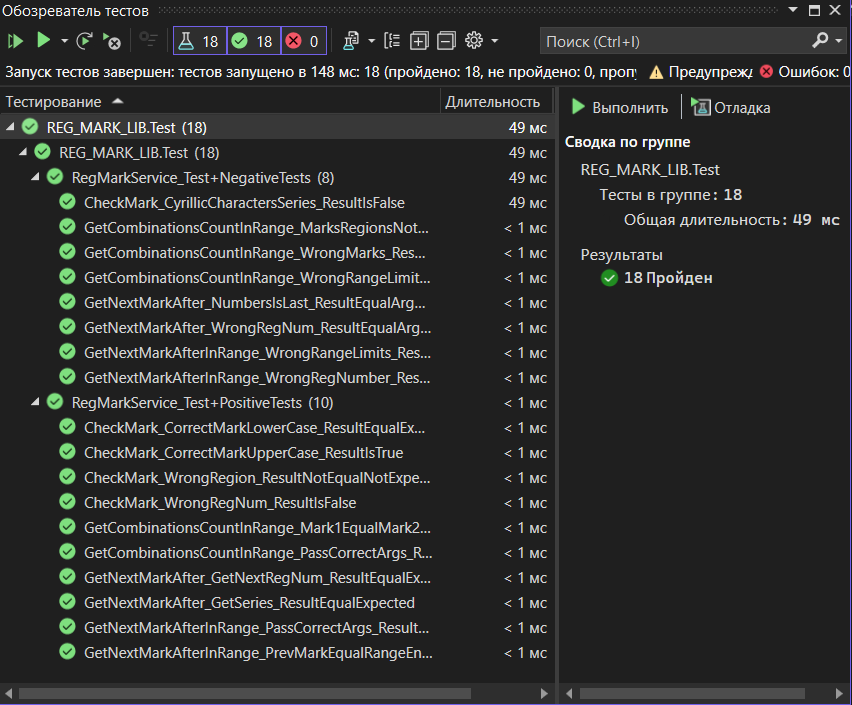 Обозреватель тестов
18 18 0
Поиск (Ctrl+I)
Запуск тестов завершен: тестов запущено в 148 мс: 18 (пройдено: 18, не пройдено: 0, пропу Предупрежд Ошибок: 0
Тестирование Длительность
REG_MARK_LIB.Test (18) 49 мс
REG_MARK_LIB.Test (18) 49 мс
RegMarkService_Test+NegativeTests (8) 49 мс
CheckMark_CyrillicCharactersSeries_ResultIsFalse 49 мс
GetCombinationsCountInRange_MarksRegionsNot... < 1 мс
GetCombinationsCountInRange_WrongMarks_Res... < 1 мс
GetCombinationsCountInRange_WrongRangeLimit... < 1 мс
GetNextMarkAfter_NumbersIsLast_ResultEqualArg... < 1 мс
GetNextMarkAfter_WrongRegNum_ResultEqualArg... < 1 мс
GetNextMarkAfterInRange_WrongRangeLimits_Res... < 1 мс
GetNextMarkAfterInRange_WrongRegNumber_Res... < 1 мс
RegMarkService_Test+PositiveTests (10) < 1 мс
CheckMark_CorrectMarkLowerCase_ResultEqualEx... < 1 мс
CheckMark_CorrectMarkUpperCase_ResultIsTrue < 1 мс
CheckMark_WrongRegion_ResultNotEqualNotExpe... < 1 мс
CheckMark_WrongRegNum_ResultIsFalse < 1 мс
GetCombinationsCountInRange_Mark1EqualMark2... < 1 мс
GetCombinationsCountInRange_PassCorrectArgs_R... < 1 мс
GetNextMarkAfter_GetNextRegNum_ResultEqualEx... < 1 мс
GetNextMarkAfter_GetSeries_ResultEqualExpected < 1 мс
GetNextMarkAfterInRange_PassCorrectArgs_Result... < 1 мс
GetNextMarkAfterInRange_PrevMarkEqualRangeEn... < 1 мс
Выполнить Отладка
Сводка по группе
REG_MARK_LIB.Test
Тесты в группе: 18
Общая длительность: 49 мс
Результаты
18 Пройден